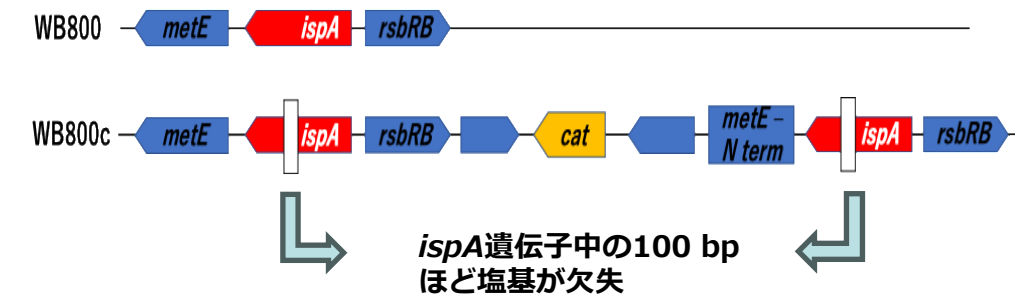 WB800 metE ispA rsbRB
WB800c metE ispA rsbRB cat metE – N term ispA rsbRB
ispA遺伝子中の100 bp
ほど塩基が欠失